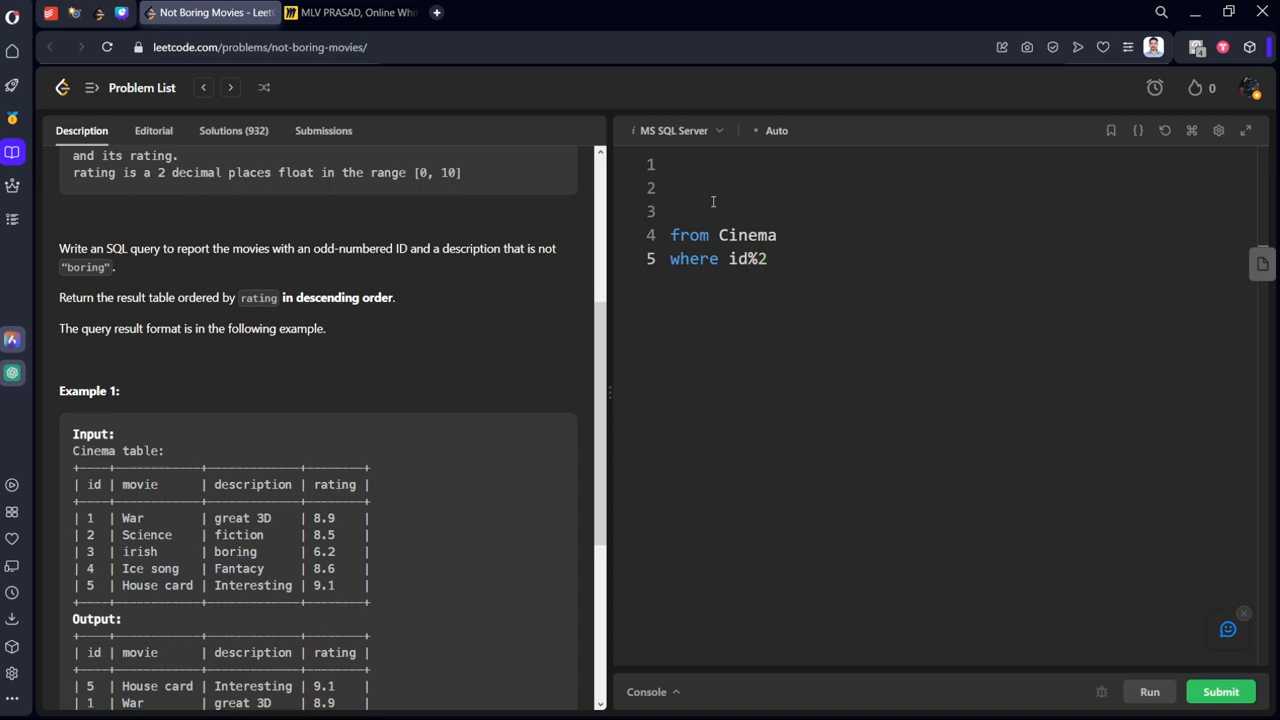 Not Boring Movies - LeetC
MLV PRASAD, Online Whi
leetcode.com/problems/not-boring-movies/
4
Problem List
0
Description Editorial Solutions (932) Submissions
i MS SQL Server • Auto
and its rating.
rating is a 2 decimal places float in the range [0, 10]
Write an SQL query to report the movies with an odd-numbered ID and a description that is not
"boring".
Return the result table ordered by rating in descending order.
The query result format is in the following example.
Example 1:
Input:
Cinema table:
+----+------------+-------------+--------+
| id | movie | description | rating |
+----+------------+-------------+--------+
| 1 | War | great 3D | 8.9 |
| 2 | Science | fiction | 8.5 |
| 3 | irish | boring | 6.2 |
| 4 | Ice song | Fantacy | 8.6 |
| 5 | House card | Interesting | 9.1 |
+----+------------+-------------+--------+
Output:
+----+------------+-------------+--------+
| id | movie | description | rating |
+----+------------+-------------+--------+
| 5 | House card | Interesting | 9.1 |
| 1 | War | great 3D | 8.9 |
1
2
3
4 from Cinema
5 where id%2
Console
Run
Submit